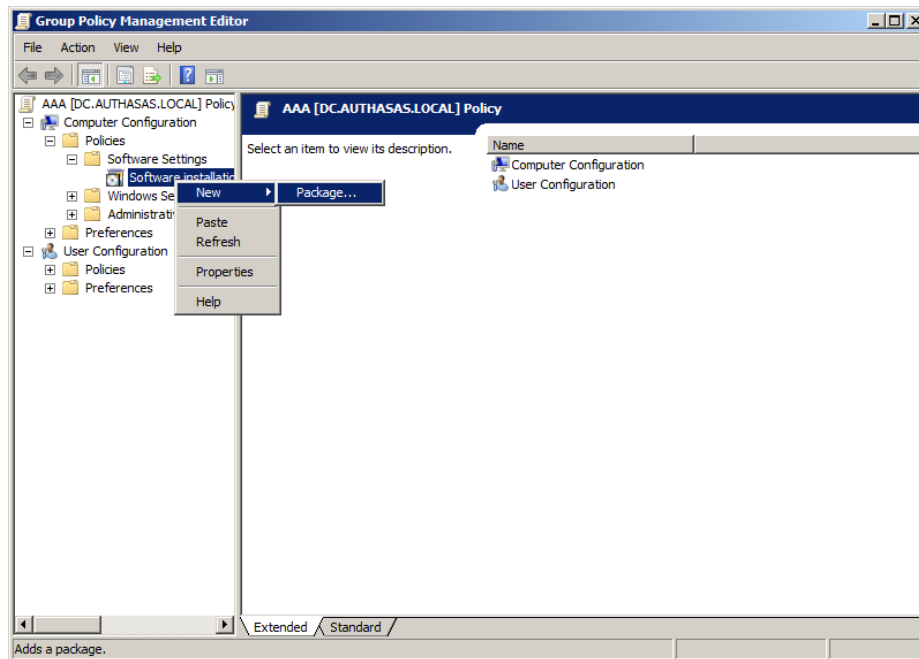 Group Policy Management Editor
File Action View Help
AAA [DC.AUTHASAS.LOCAL] Policy
Computer Configuration
Policies
Software Settings
Software installatio
Windows Se
Administrati
Preferences
User Configuration
Policies
Preferences
New
Package...
Paste
Refresh
Properties
Help
AAA [DC.AUTHASAS.LOCAL] Policy
Select an item to view its description.
Name
Computer Configuration
User Configuration
Extended Standard
Adds a package.